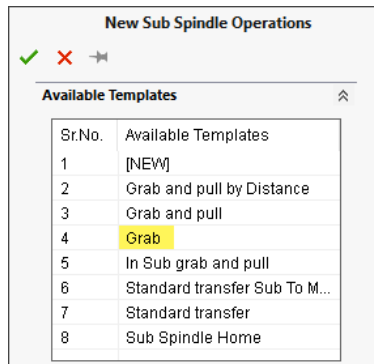 New Sub Spindle Operations
Available Templates
Sr.No. Available Templates
1 [NEW]
2 Grab and pull by Distance
3 Grab and pull
4 Grab
5 In Sub grab and pull
6 Standard transfer Sub To M...
7 Standard transfer
8 Sub Spindle Home